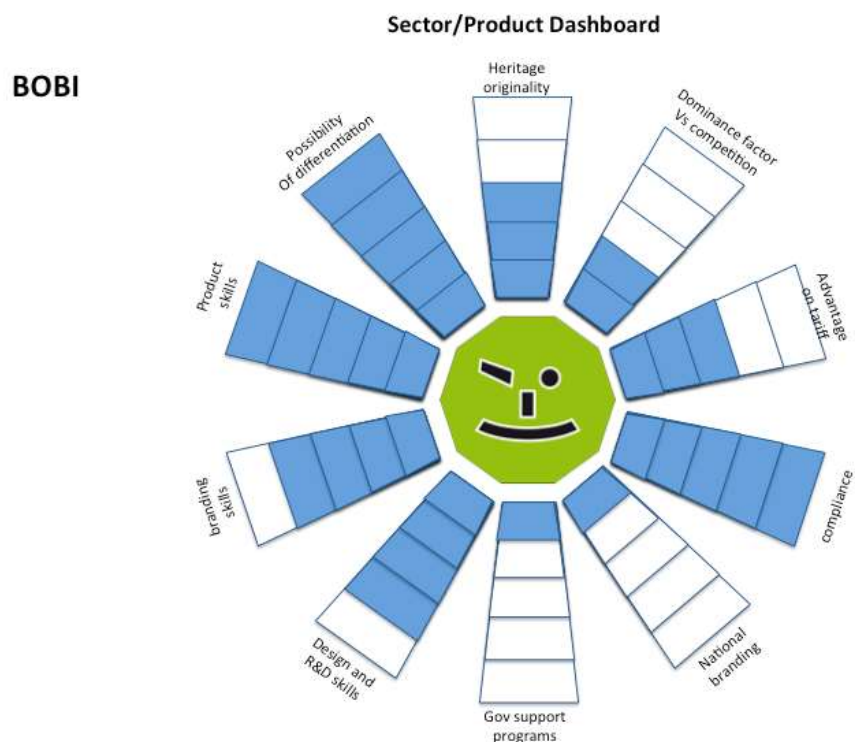 Sector/Product Dashboard
BOBI
Heritage
originality
Dominance factor
Vs competition
Advantage
on tariff
compliance
National
branding
Gov support
programs
Design and
R&D skills
branding
skills
Product
skills
Possibility
Of differentiation